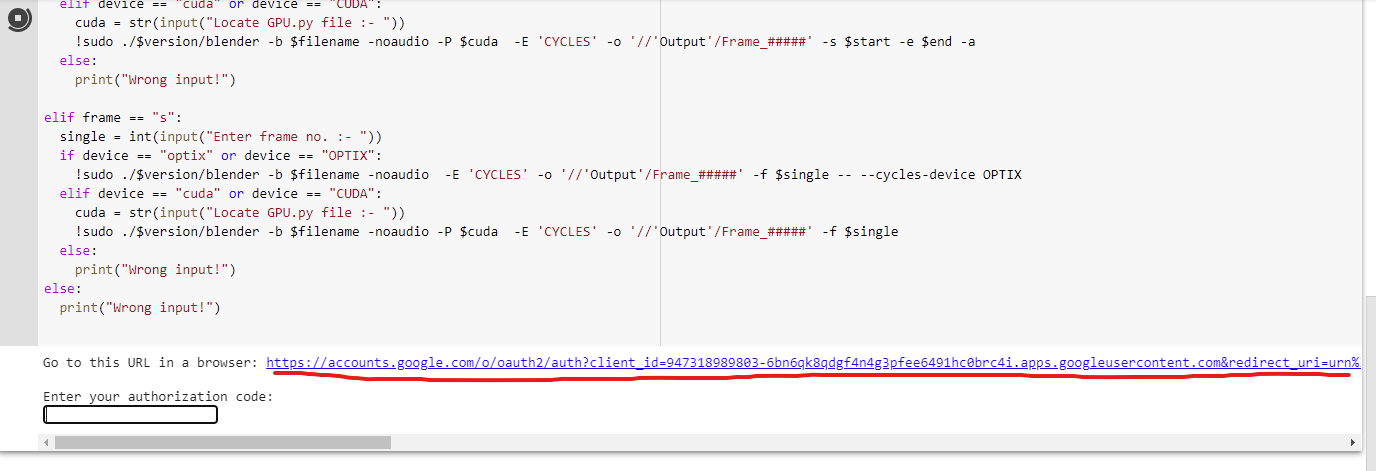 elif device == "cuda" or device == "CUDA":
cuda = str(input("Locate GPU.py file :- "))
!sudo ./$version/blender -b $filename -noaudio -P $cuda  -E 'CYCLES' -o '//'Output'/Frame_#####' -s $start -e $end -a
else:
print("Wrong input!")
elif frame == "s":
single = int(input("Enter frame no. :- "))
if device == "optix" or device == "OPTIX":
!sudo ./$version/blender -b $filename -noaudio  -E 'CYCLES' -o '//'Output'/Frame_#####' -f $single -- --cycles-device OPTIX
elif device == "cuda" or device == "CUDA":
cuda = str(input("Locate GPU.py file :- "))
!sudo ./$version/blender -b $filename -noaudio -P $cuda  -E 'CYCLES' -o '//'Output'/Frame_#####' -f $single
else:
print("Wrong input!")
else:
print("Wrong input!")
Go to this URL in a browser: https://accounts.google.com/o/oauth2/auth?client_id=947318989803-6bn6qk8qdgf4n4g3pfee6491hc0brc4i.apps.googleusercontent.com&redirect_uri=urn%
Enter your authorization code: